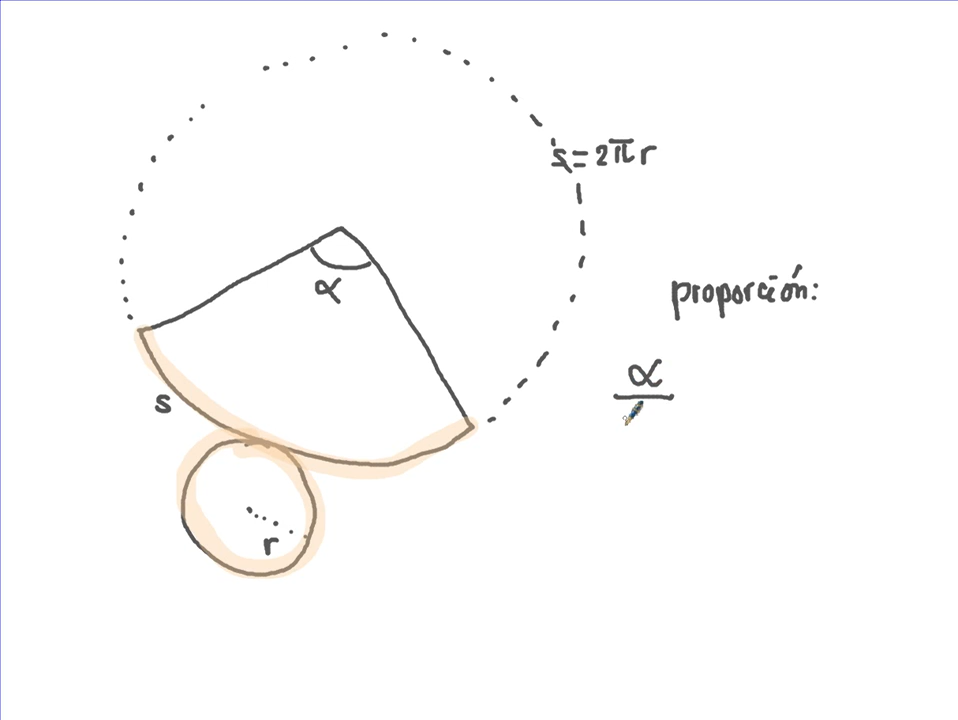 s = 2πr
α
proporción:
α
s
r